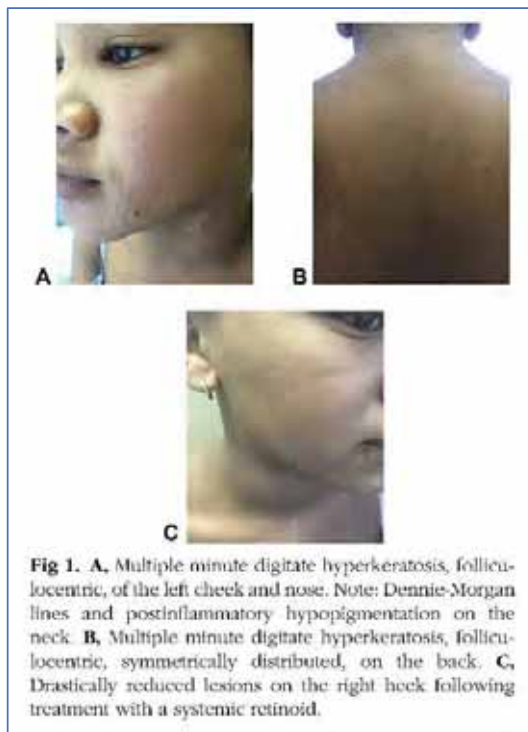 A
B
C
Fig 1. A, Multiple minute digitate hyperkeratosis, follicu-
locentric, of the left cheek and nose. Note: Dennie-Morgan
lines and postinflammatory hypopigmentation on the
neck. B, Multiple minute digitate hyperkeratosis, follicu-
locentric, symmetrically distributed, on the back. C,
Drastically reduced lesions on the right heek following
treatment with a systemic retinoid.